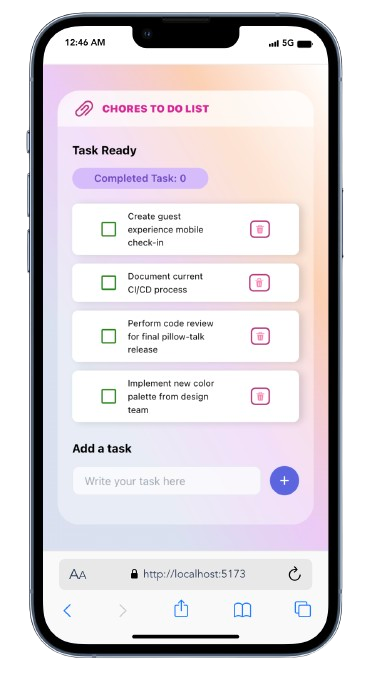 12:46 AM
5G
CHORES TO DO LIST
Task Ready
Completed Task: 0
Create guest
experience mobile
check-in
Document current
CI/CD process
Perform code review
for final pillow-talk
release
Implement new color
palette from design
team
Add a task
Write your task here
+
AA
http://localhost:5173